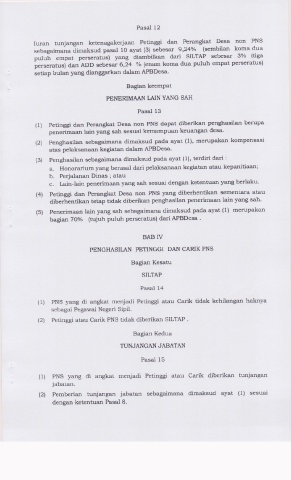 Pasal 12
Iuran tunjangan ketenagakerjaan Petinggi dan Perangkat Desa non PNS
sebagaimana dimaksud pasal 10 ayat (3) sebesar 9,24% (sembilan koma dua
puluh empat perseratus) yang diambilkan dari SILTAP sebesar 3% (tiga
perseratus) dan ADD sebesar 6,24 % (enam koma dua puluh empat perseratus)
setiap bulan yang dianggarkan dalam APBDesa.
Bagian keempat
PENERIMAAN LAIN YANG SAH
Pasal 13
(1) Petinggi dan Perangkat Desa non PNS dapat diberikan penghasilan berupa
penerimaan lain yang sah sesuai kemampuan keuangan desa.
(2) Penghasilan sebagaimana dimaksud pada ayat (1), merupakan kompensasi
atas pelaksanaan kegiatan dalam APBDesa.
(3) Penghasilan sebagaimana dimaksud pada ayat (1), terdiri dari :
a. Honorarium yang berasal dari pelaksanaan kegiatan atau kepanitiaan;
b. Perjalanan Dinas ; atau
c. Lain-lain penerimaan yang sah sesuai dengan ketentuan yang berlaku.
(4) Petinggi dan Perangkat Desa non PNS yang diberhentikan sementara atau
diberhentikan tetap tidak diberikan penghasilan penerimaan lain yang sah.
(5) Penerimaan lain yang sah sebagaimana dimaksud pada ayat (1) merupakan
bagian 70% (tujuh puluh perseratus) dari APBDesa .
BAB IV
PENGHASILAN PETINGGI DAN CARIK PNS
Bagian Kesatu
SILTAP
Pasal 14
(1) PNS yang di angkat menjadi Petinggi atau Carik tidak kehilangan haknya
sebagai Pegawai Negeri Sipil.
(2) Petinggi atau Carik PNS tidak diberikan SILTAP .
Bagian Kedua
TUNJANGAN JABATAN
Pasal 15
(1) PNS yang di angkat menjadi Petinggi atau Carik diberikan tunjangan
jabatan.
(2) Pemberian tunjangan jabatan sebagaimana dimaksud ayat (1) sesuai
dengan ketentuan Pasal 8.